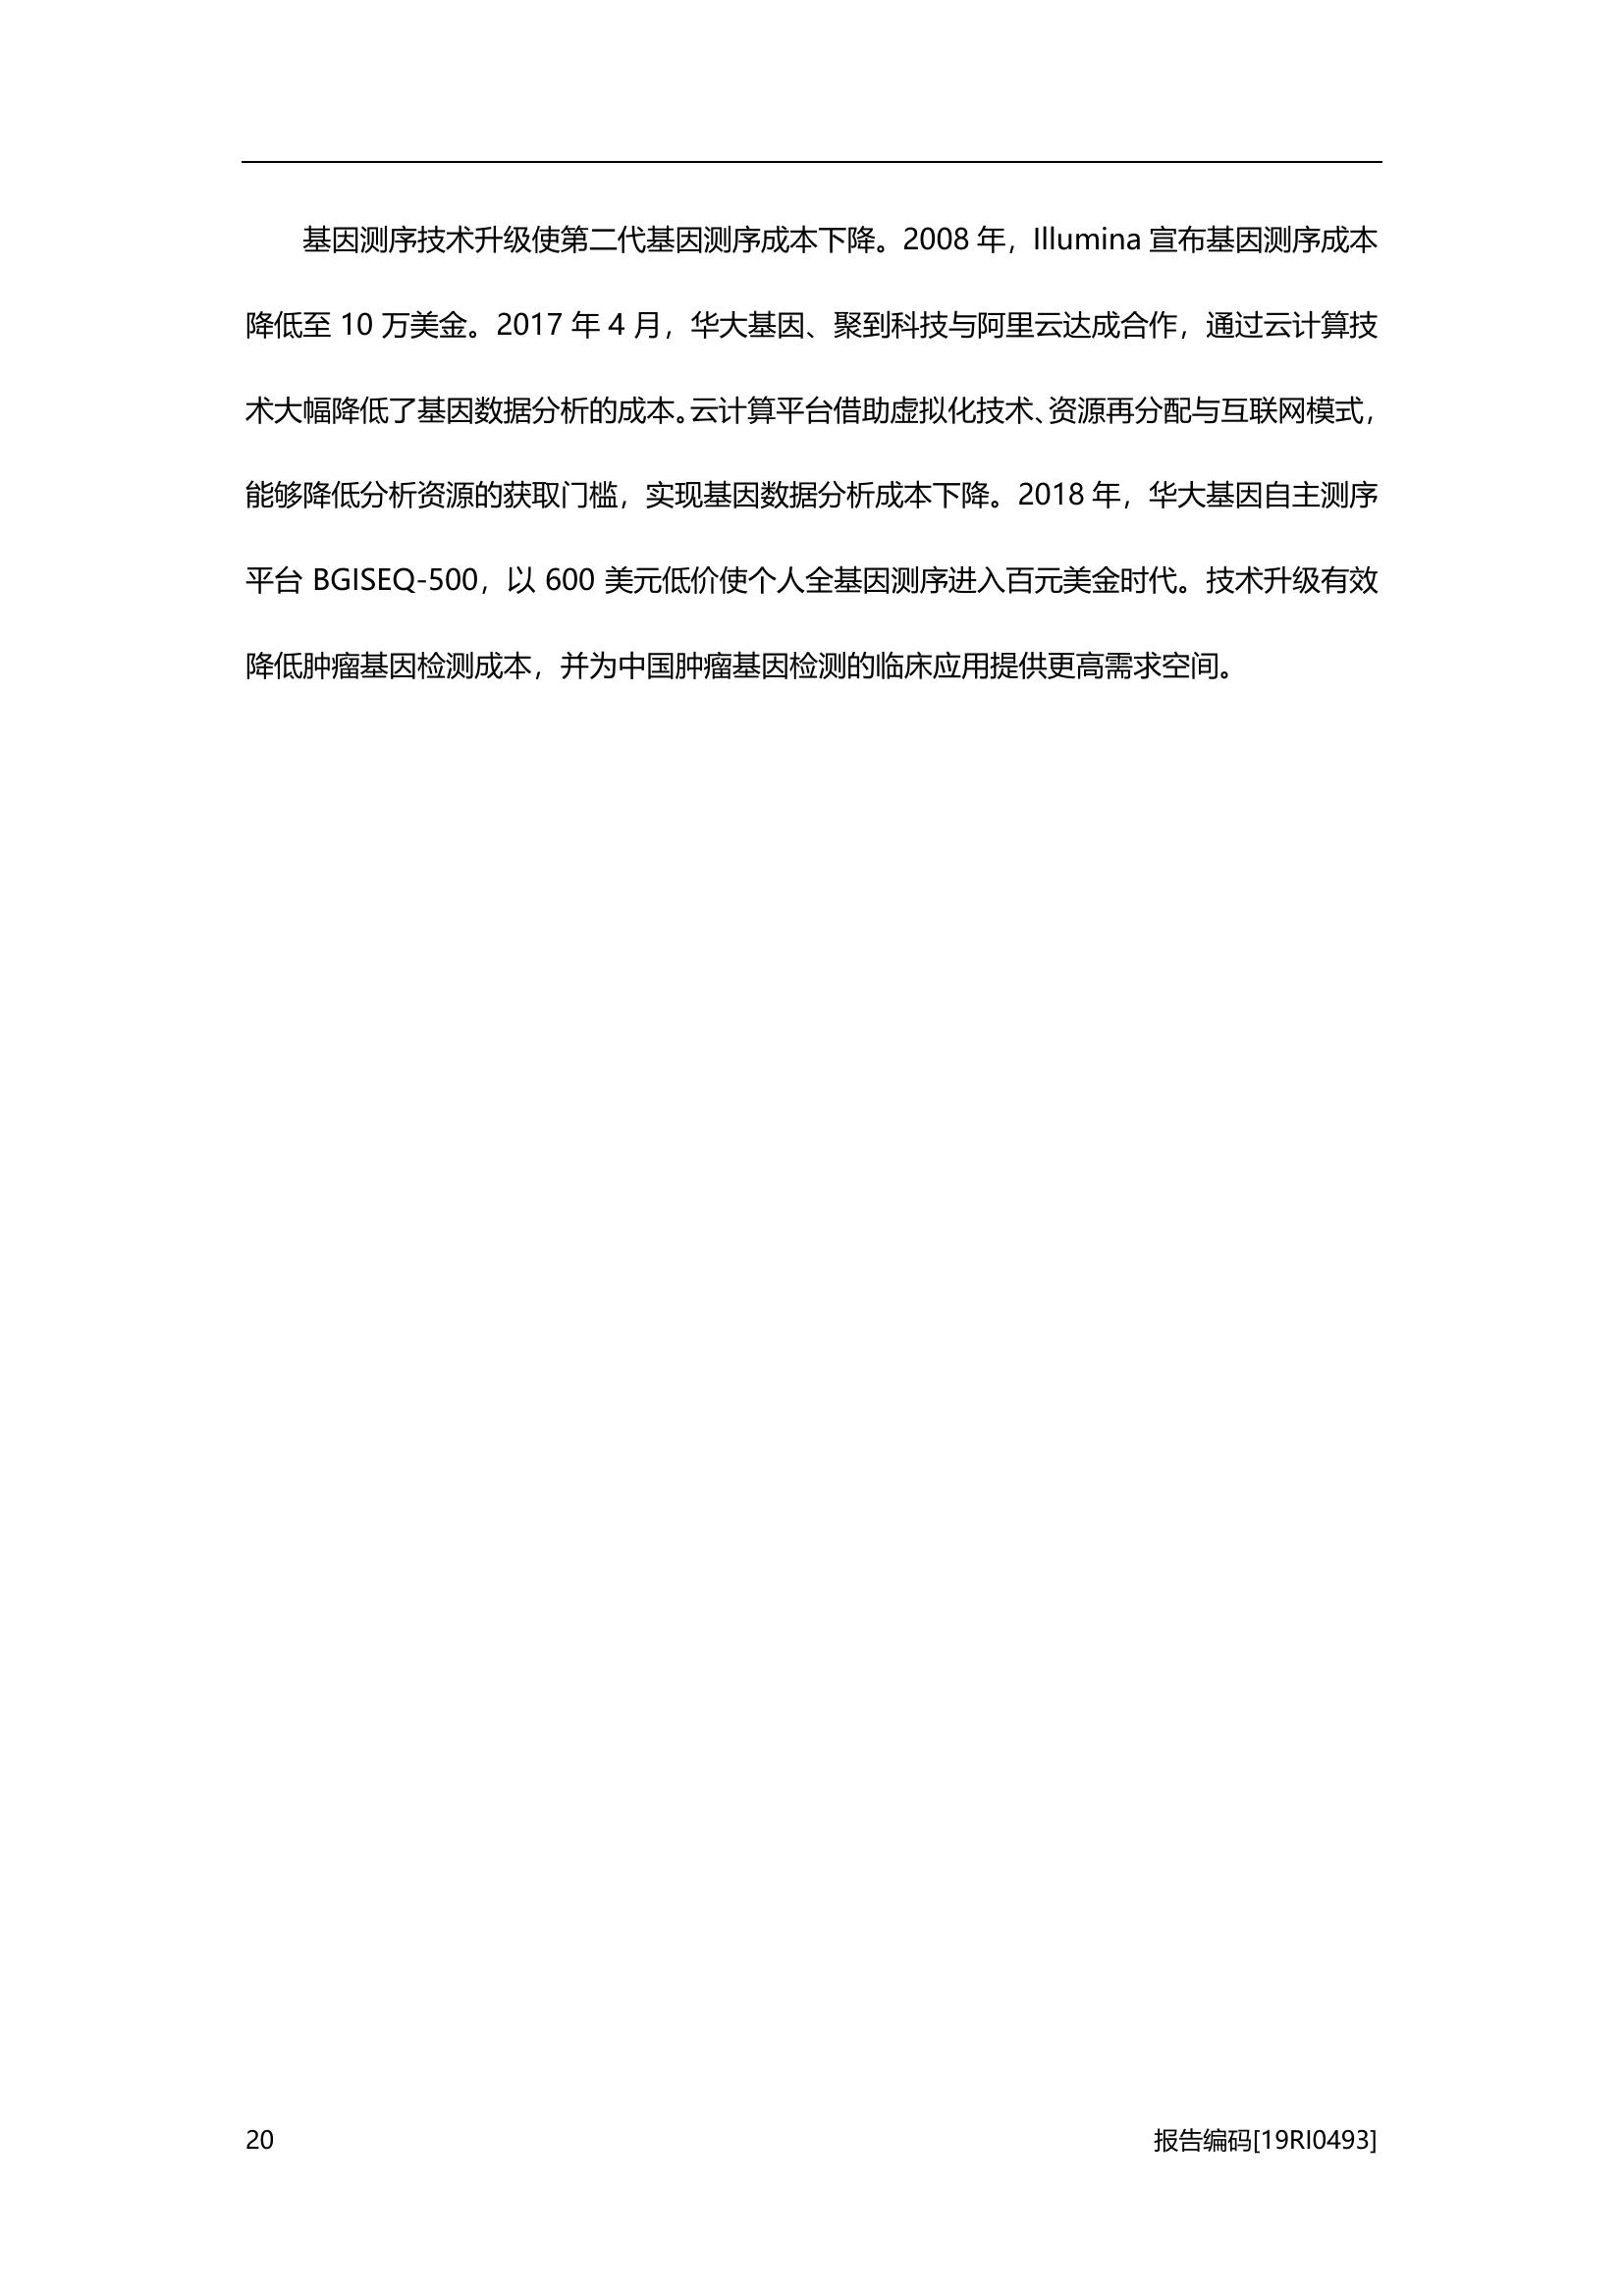 基因测序技术升级使第二代基因测序成本下降。2008 年，Illumina 宣布基因测序成本
降低至 10 万美金。2017 年 4 月，华大基因、聚到科技与阿里云达成合作，通过云计算技
术大幅降低了基因数据分析的成本。云计算平台借助虚拟化技术、资源再分配与互联网模式，
能够降低分析资源的获取门槛，实现基因数据分析成本下降。2018 年，华大基因自主测序
平台 BGISEQ-500，以 600 美元低价使个人全基因测序进入百元美金时代。技术升级有效
降低肿瘤基因检测成本，并为中国肿瘤基因检测的临床应用提供更高需求空间。
20 报告编码[19RI0493]